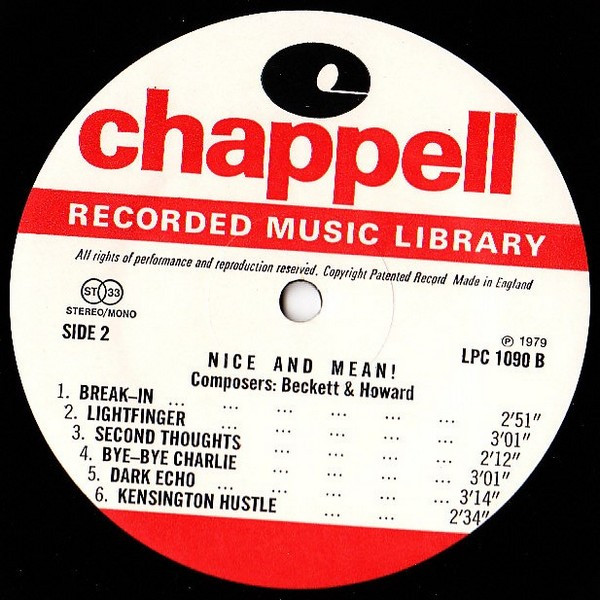 chappell
RECORDED MUSIC LIBRARY
All rights of performance and reproduction reserved. Copyright Patented Record Made in England
ST 33
STEREO/MONO
SIDE 2
℗ 1979
LPC 1090 B
NICE AND MEAN!
Composers: Beckett & Howard
1. BREAK–IN ... ... ... ... ... 2'51"
2. LIGHTFINGER ... ... ... ... 3'01"
3. SECOND THOUGHTS ... ... ... ... 2'12"
4. BYE–BYE CHARLIE ... ... ... ... 3'01"
5. DARK ECHO ... ... ... ... ... 3'14"
6. KENSINGTON HUSTLE ... ... 2'34"